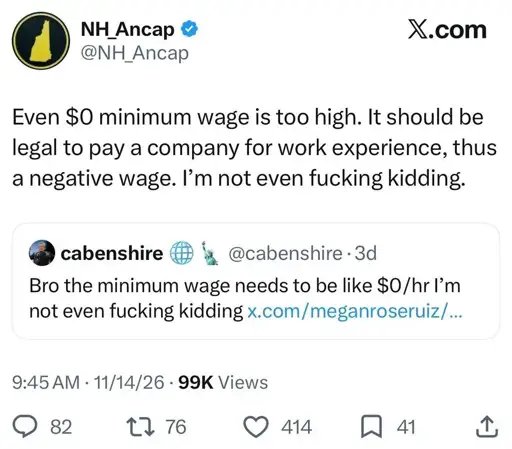 NH_Ancap
X.com
@NH_Ancap
Even $0 minimum wage is too high. It should be
legal to pay a company for work experience, thus
a negative wage. I’m not even fucking kidding.
cabenshire 🌐🗽 @cabenshire · 3d
Bro the minimum wage needs to be like $0/hr I’m
not even fucking kidding x.com/meganroseruiz/...
9:45 AM · 11/14/26 · 99K Views
82 76 414 41